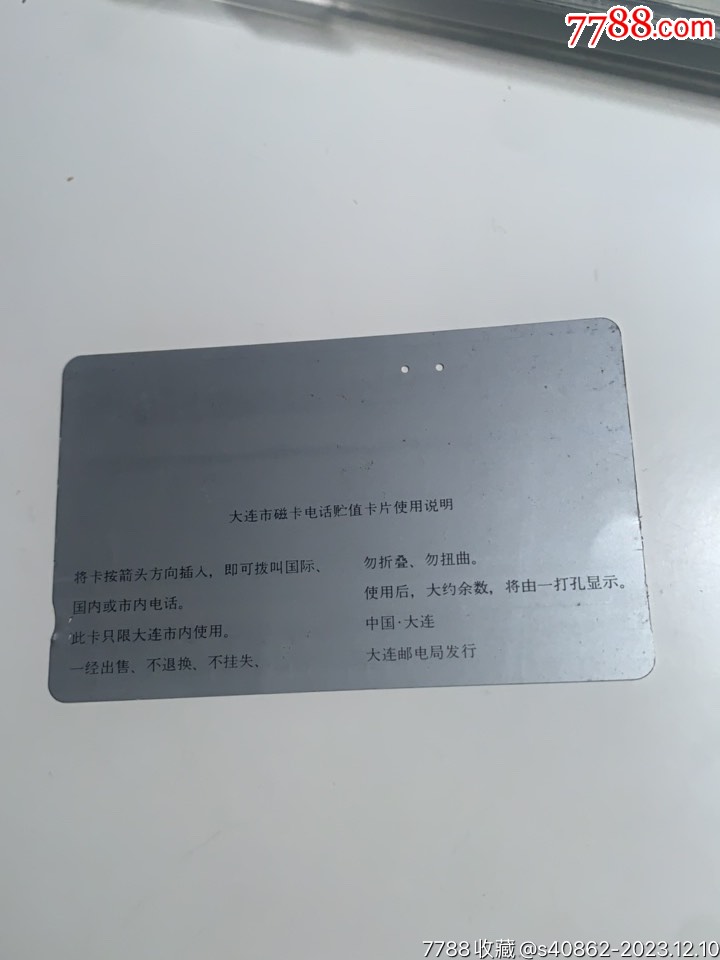 7788.com
大连市磁卡电话贮值卡片使用说明
将卡按箭头方向插入，即可拨叫国际、
国内或市内电话。
此卡只限大连市内使用。
一经出售、不退换、不挂失、
勿折叠、勿扭曲。
使用后，大约余数，将由一打孔显示。
中国·大连
大连邮电局发行
7788收藏@s40862-2023.12.10